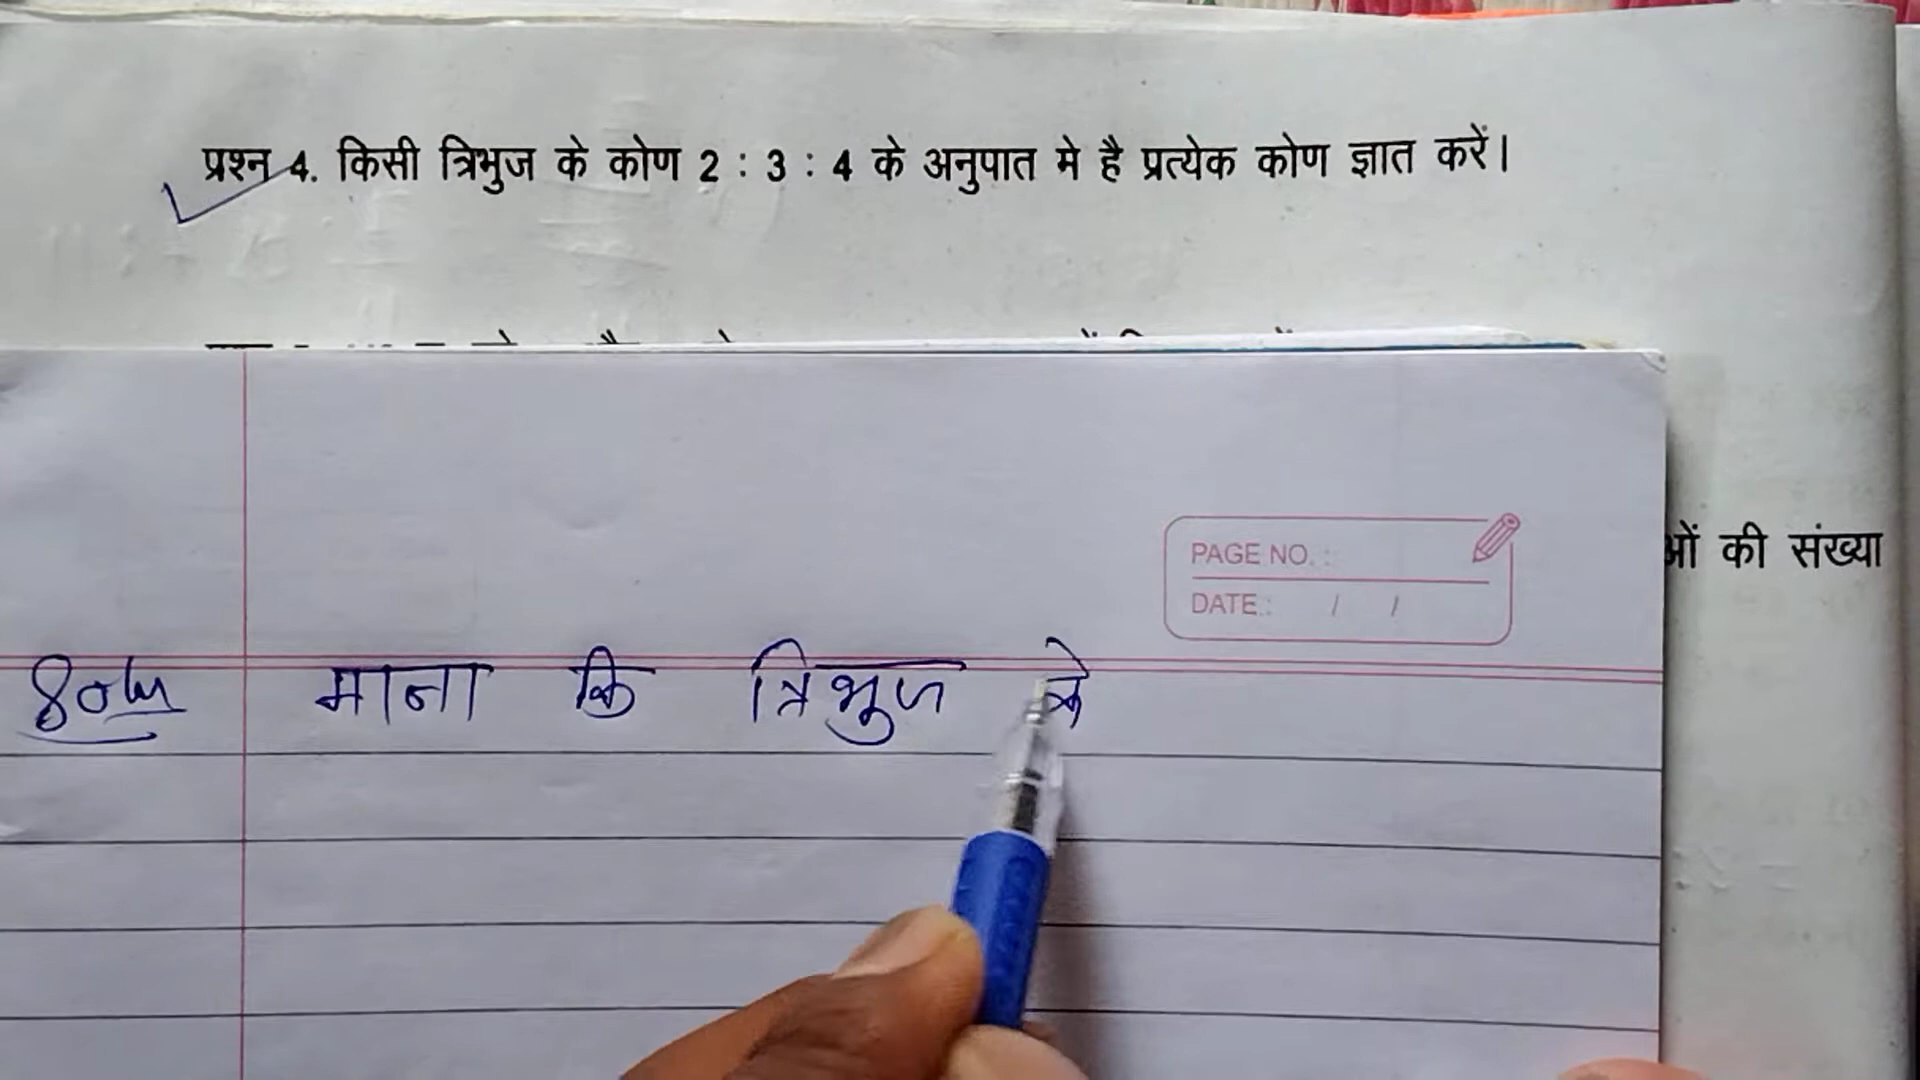 प्रश्न 4. किसी त्रिभुज के कोण 2 : 3 : 4 के अनुपात मे है प्रत्येक कोण ज्ञात करें।
ओं की संख्या
PAGE NO. :
DATE : / /
Soln माना कि त्रिभुज के